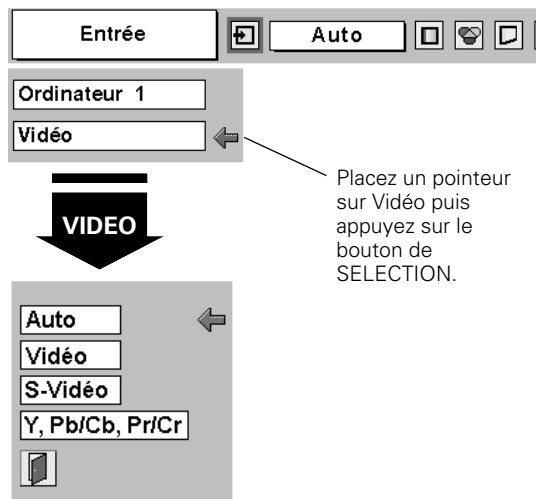 Entrée
Auto
Ordinateur 1
Vidéo
Placez un pointeur
sur Vidéo puis
appuyez sur le
bouton de
SELECTION.
VIDEO
Auto
Vidéo
S-Vidéo
Y, Pb/Cb, Pr/Cr